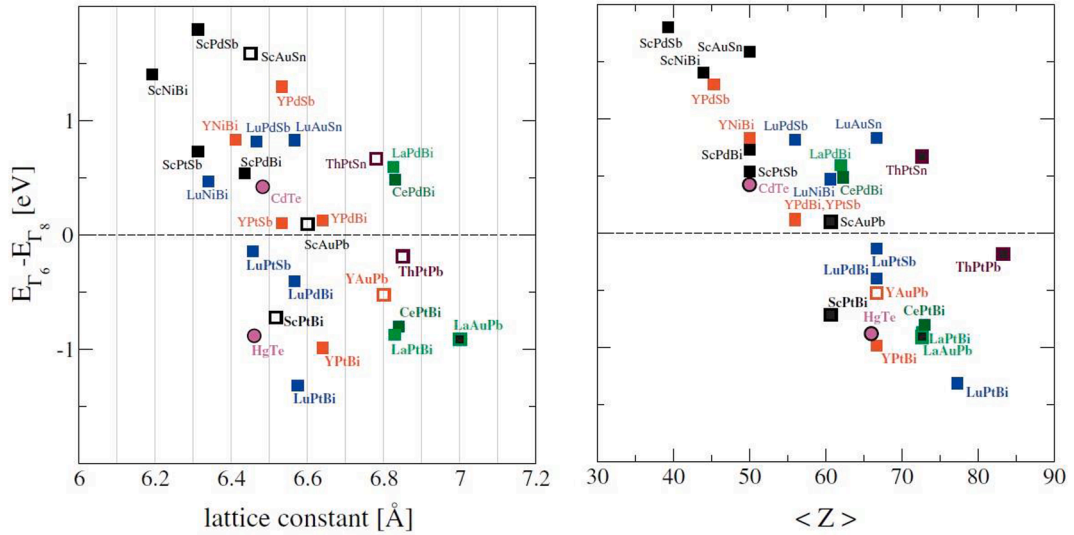 ScPdSb
ScAuSn
ScNiBi
YPdSb
YNiBi
LuPdSb
LuAuSn
ScPtSb
ScPdBi
LuNiBi
CdTe
ThPtSn
LaPdBi
CePdBi
YPtSb
YPdBi
ScAuPb
LuPtSb
LuPdBi
ThPtPb
YAuPb
ScPtBi
HgTe
CePtBi
LaPtBi
LaAuPb
YPtBi
LuPtBi
1
0
-1
E_Γ6 - E_Γ8 [eV]
6 6.2 6.4 6.6 6.8 7 7.2
lattice constant [Å]
ScPdSb
ScAuSn
ScNiBi
YPdSb
YNiBi
LuPdSb
LuAuSn
ScPdBi
LaPdBi
ThPtSn
ScPtSb
CdTe
LuNiBi
CePdBi
YPdBi,YPtSb
ScAuPb
LuPtSb
LuPdBi
ThPtPb
YAuPb
ScPtBi
HgTe
CePtBi
LaPtBi
LaAuPb
YPtBi
LuPtBi
30 40 50 60 70 80 90
< Z >